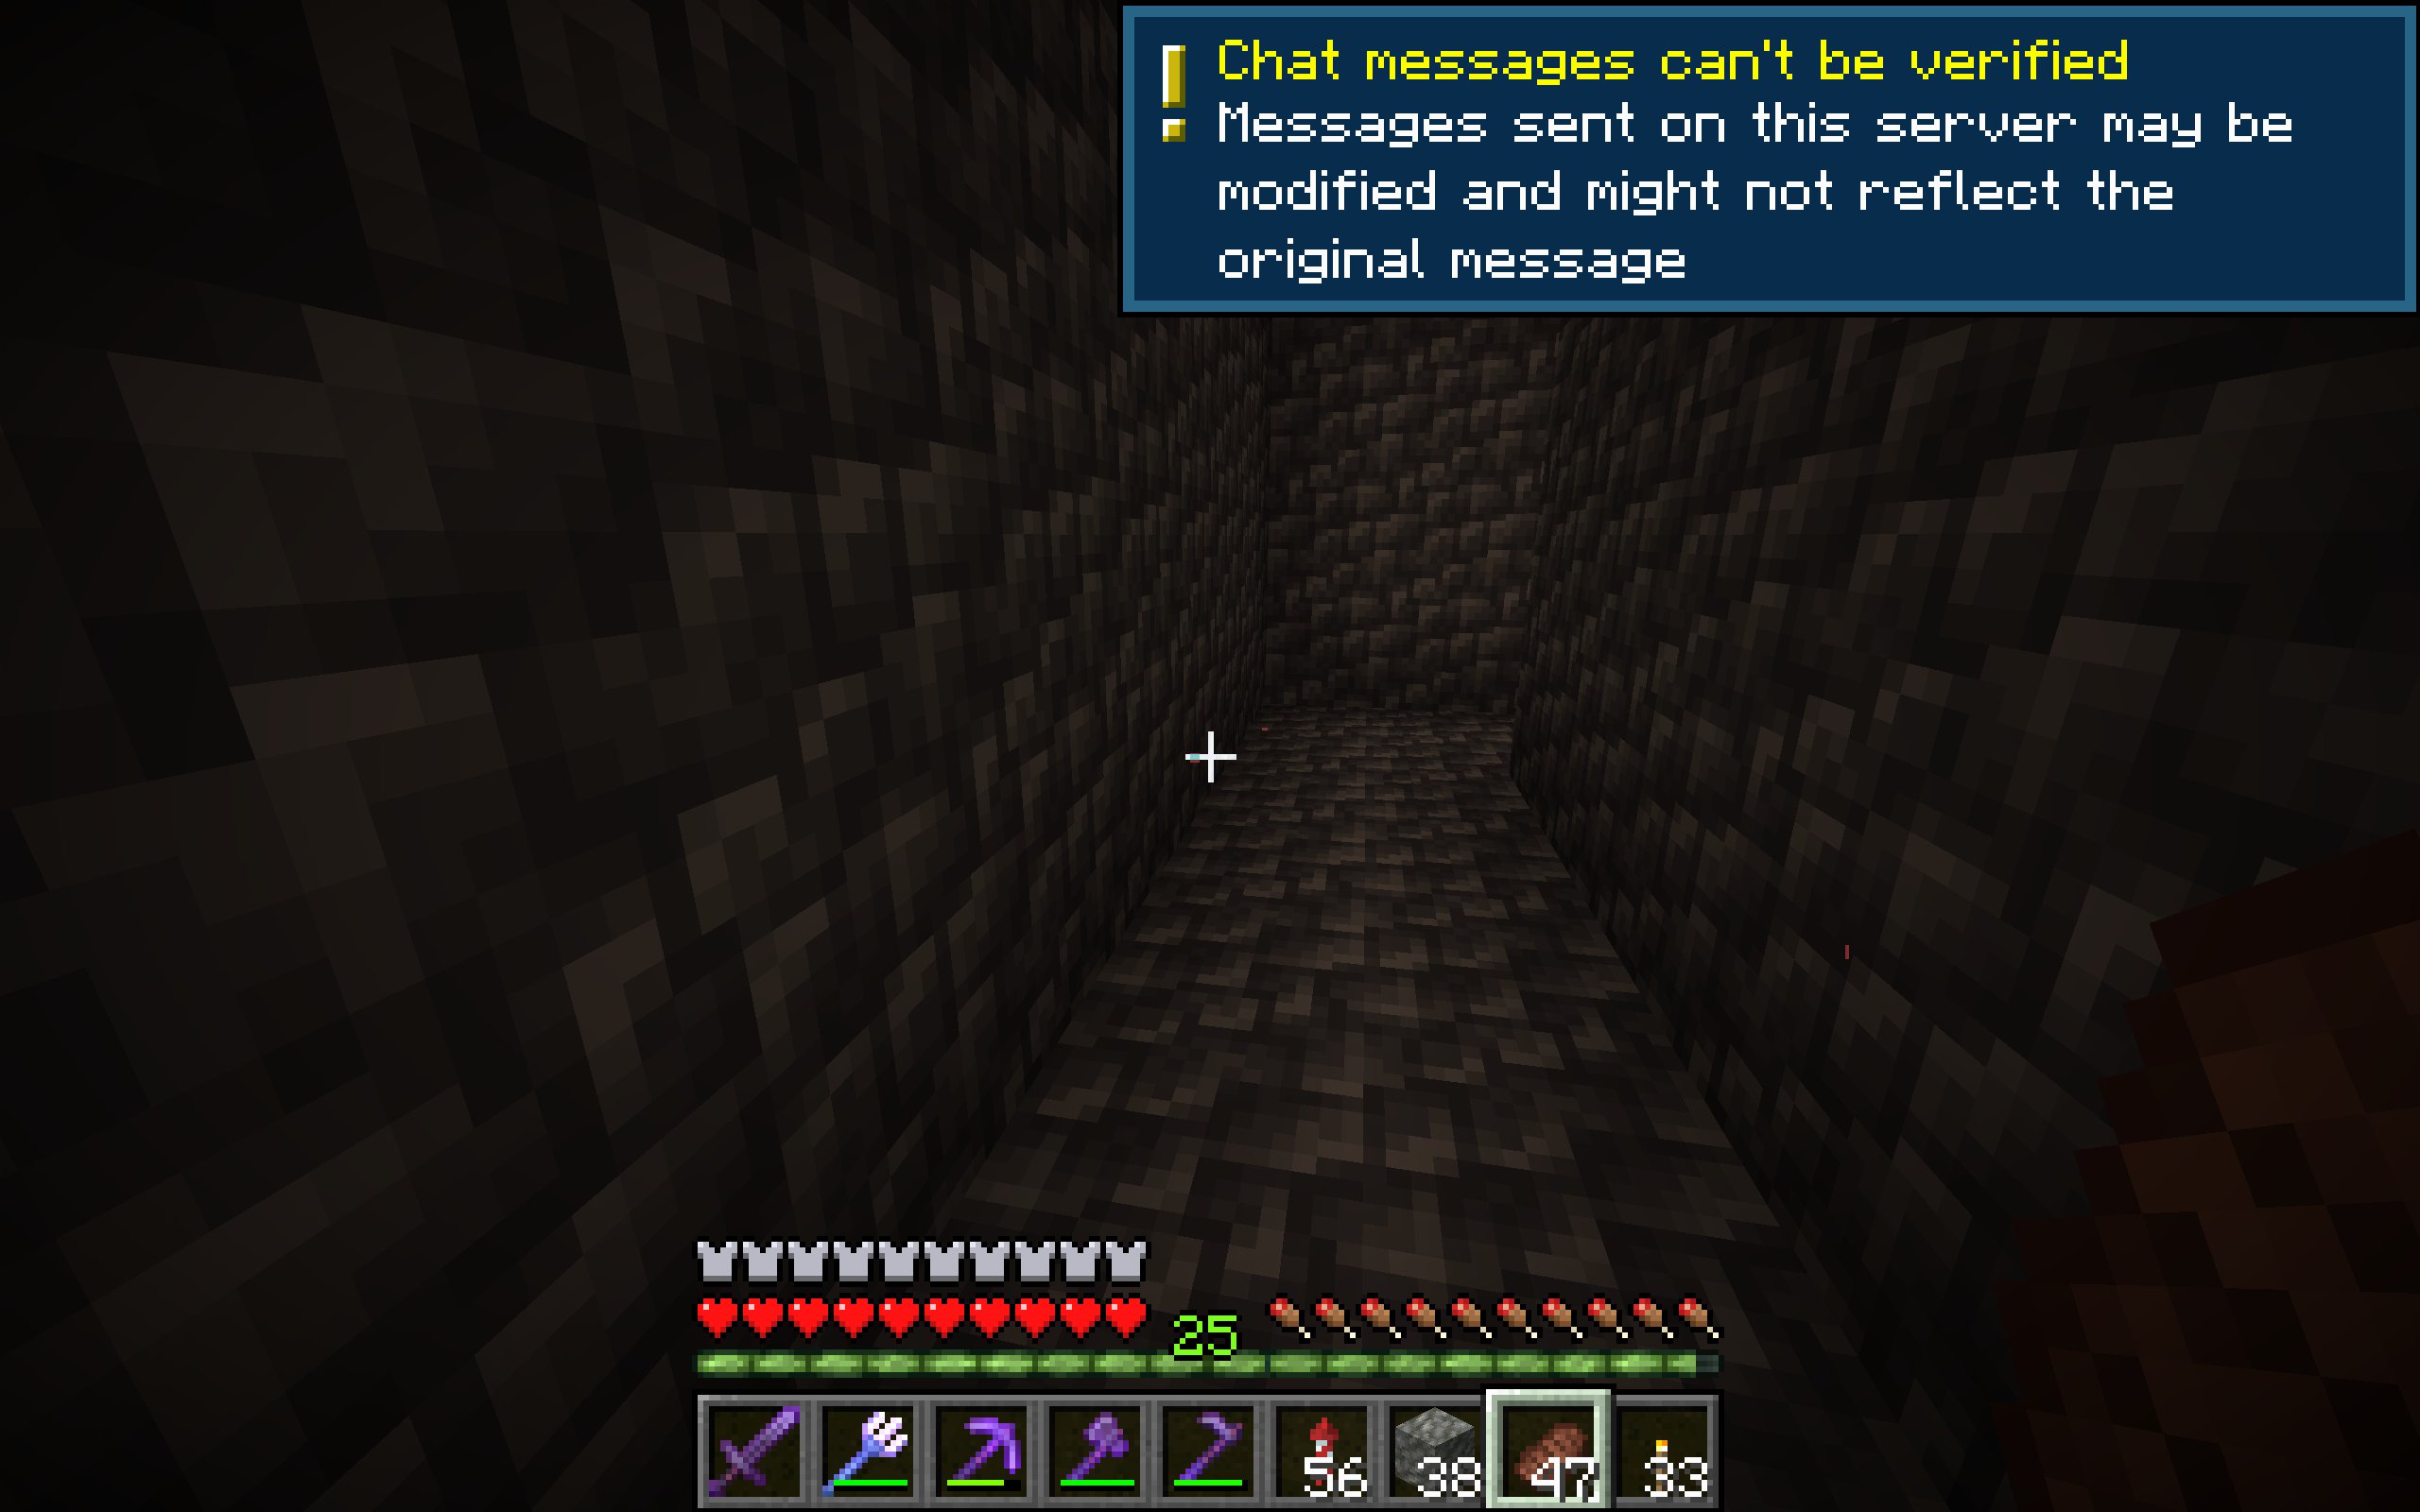 Chat messages can't be verified
Messages sent on this server may be
modified and might not reflect the
original message
25
56 38 47 33